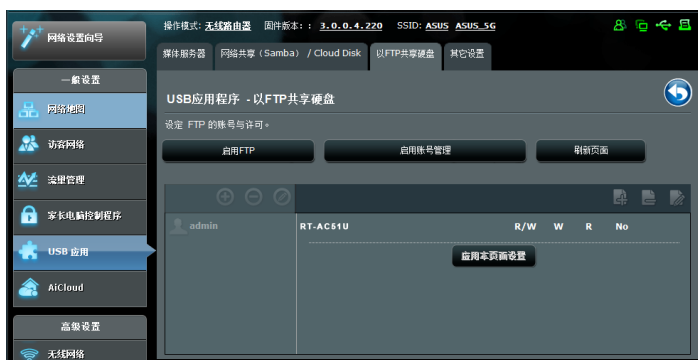 操作模式: 无线路由器 固件版本:: 3.0.0.4.220 SSID: ASUS ASUS_5G
网络设置向导
媒体服务器 网络共享 (Samba) / Cloud Disk 以FTP共享硬盘 其它设置
一般设置
网络地图
访客网络
流量管理
家长电脑控制程序
USB 应用
AiCloud
高级设置
无线网络
USB应用程序 - 以FTP共享硬盘
设定 FTP 的账号与许可。
启用FTP 启用账号管理 刷新页面
admin
RT-AC51U R/W W R No
应用本页面设置